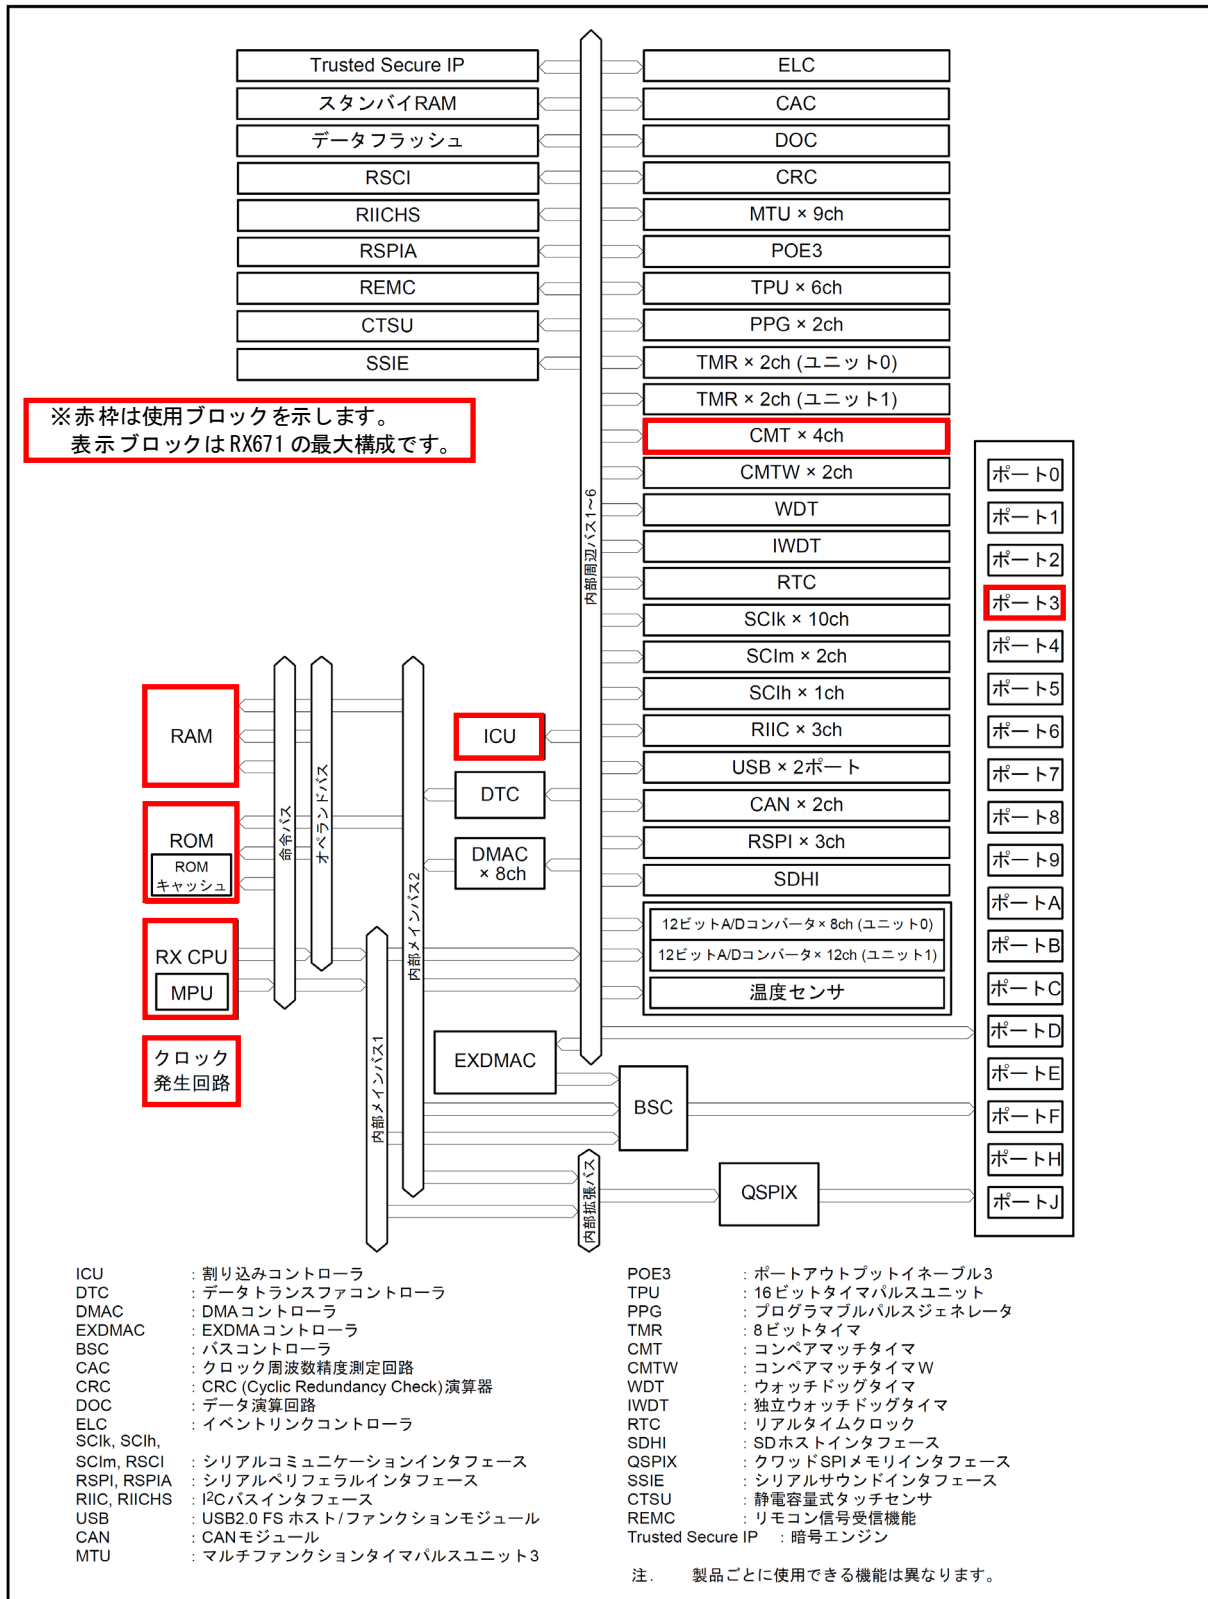 Trusted Secure IP
スタンバイRAM
データフラッシュ
RSCI
RIICHS
RSPIA
REMC
CTSU
SSIE
※赤枠は使用ブロックを示します。
表示ブロックはRX671の最大構成です。
ELC
CAC
DOC
CRC
MTU × 9ch
POE3
TPU × 6ch
PPG × 2ch
TMR × 2ch (ユニット0)
TMR × 2ch (ユニット1)
CMT × 4ch
CMTW × 2ch
WDT
IWDT
RTC
SCIk × 10ch
SCIm × 2ch
SCIh × 1ch
RIIC × 3ch
USB × 2ポート
CAN × 2ch
RSPI × 3ch
SDHI
12ビットA/Dコンバータ × 8ch (ユニット0)
12ビットA/Dコンバータ × 12ch (ユニット1)
温度センサ
内部周辺バス1~6
ポート0
ポート1
ポート2
ポート3
ポート4
ポート5
ポート6
ポート7
ポート8
ポート9
ポートA
ポートB
ポートC
ポートD
ポートE
ポートF
ポートH
ポートJ
RAM
ROM
ROM
キャッシュ
RX CPU
MPU
クロック
発生回路
命令バス
オペランドバス
内部メインバス1
内部メインバス2
ICU
DTC
DMAC
× 8ch
EXDMAC
BSC
内部拡張バス
QSPIX
ICU : 割り込みコントローラ
DTC : データトランスファコントローラ
DMAC : DMAコントローラ
EXDMAC : EXDMAコントローラ
BSC : バスコントローラ
CAC : クロック周波数精度測定回路
CRC : CRC (Cyclic Redundancy Check)演算器
DOC : データ演算回路
ELC : イベントリンクコントローラ
SCIk, SCIh,
SCIm, RSCI : シリアルコミュニケーションインタフェース
RSPI, RSPIA : シリアルペリフェラルインタフェース
RIIC, RIICHS : I²Cバスインタフェース
USB : USB2.0 FS ホスト/ファンクションモジュール
CAN : CANモジュール
MTU : マルチファンクションタイマパルスユニット3
POE3 : ポートアウトプットイネーブル3
TPU : 16ビットタイマパルスユニット
PPG : プログラマブルパルスジェネレータ
TMR : 8ビットタイマ
CMT : コンペアマッチタイマ
CMTW : コンペアマッチタイマW
WDT : ウォッチドッグタイマ
IWDT : 独立ウォッチドッグタイマ
RTC : リアルタイムクロック
SDHI : SDホストインタフェース
QSPIX : クワッドSPIメモリインタフェース
SSIE : シリアルサウンドインタフェース
CTSU : 静電容量式タッチセンサ
REMC : リモコン信号受信機能
Trusted Secure IP : 暗号エンジン
注. 製品ごとに使用できる機能は異なります。